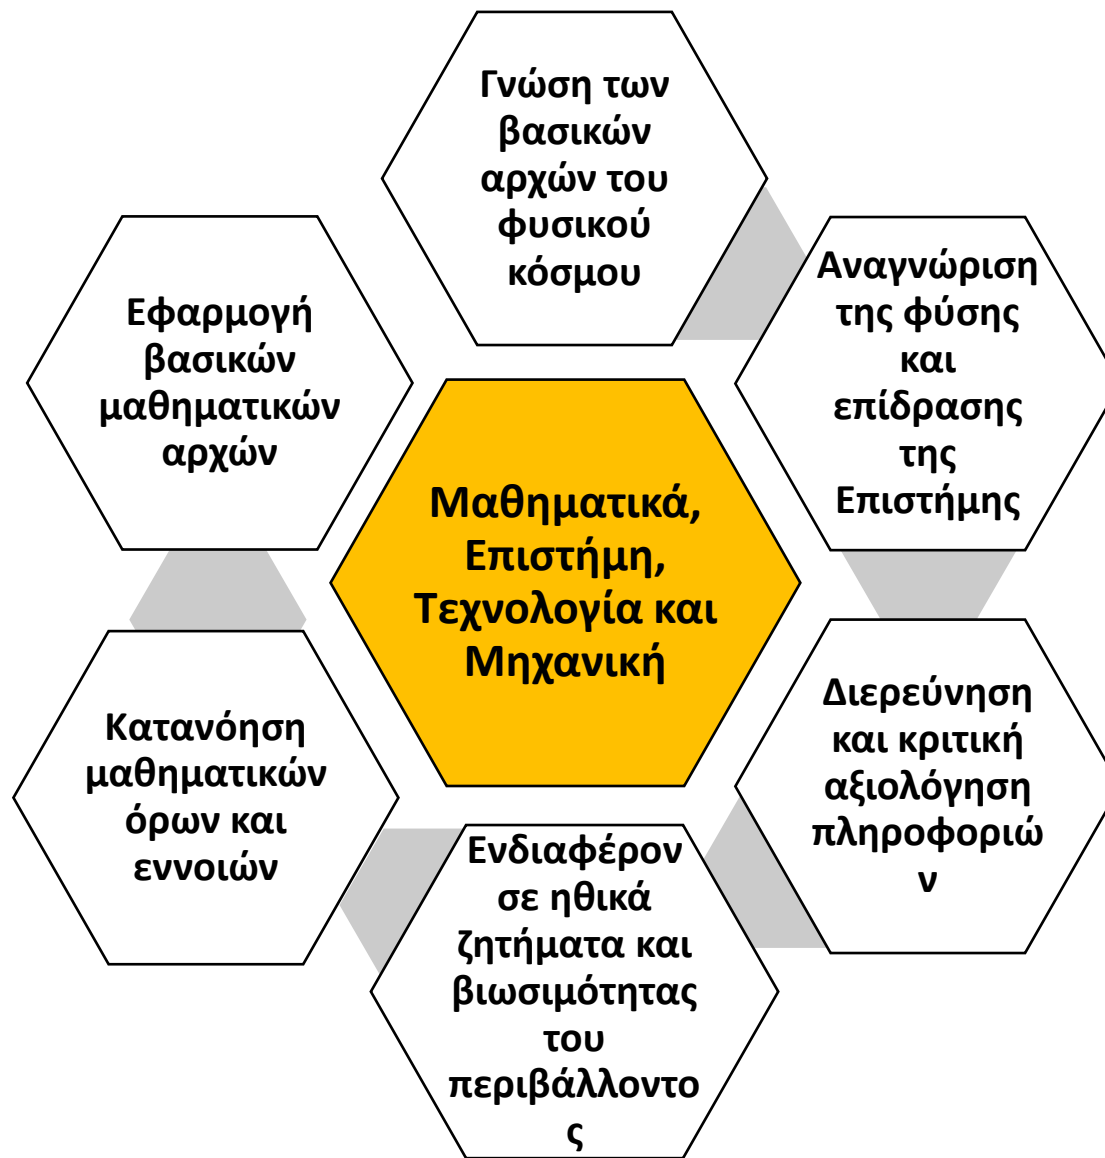 Γνώση των
βασικών
αρχών του
φυσικού
κόσμου
Αναγνώριση
της φύσης
και
επίδρασης
της
Επιστήμης
Διερεύνηση
και κριτική
αξιολόγηση
πληροφοριώ
ν
Ενδιαφέρον
σε ηθικά
ζητήματα και
βιωσιμότητας
του
περιβάλλοντο
ς
Κατανόηση
μαθηματικών
όρων και
εννοιών
Εφαρμογή
βασικών
μαθηματικών
αρχών
Μαθηματικά,
Επιστήμη,
Τεχνολογία και
Μηχανική